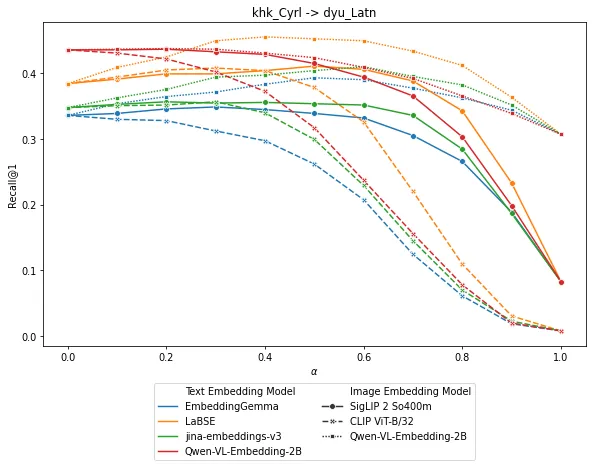 khk_Cyrl -> dyu_Latn
Recall@1
0.4
0.3
0.2
0.1
0.0
0.0 0.2 0.4 0.6 0.8 1.0
α
Text Embedding Model Image Embedding Model
EmbeddingGemma SigLIP 2 So400m
LaBSE CLIP ViT-B/32
jina-embeddings-v3 Qwen-VL-Embedding-2B
Qwen-VL-Embedding-2B